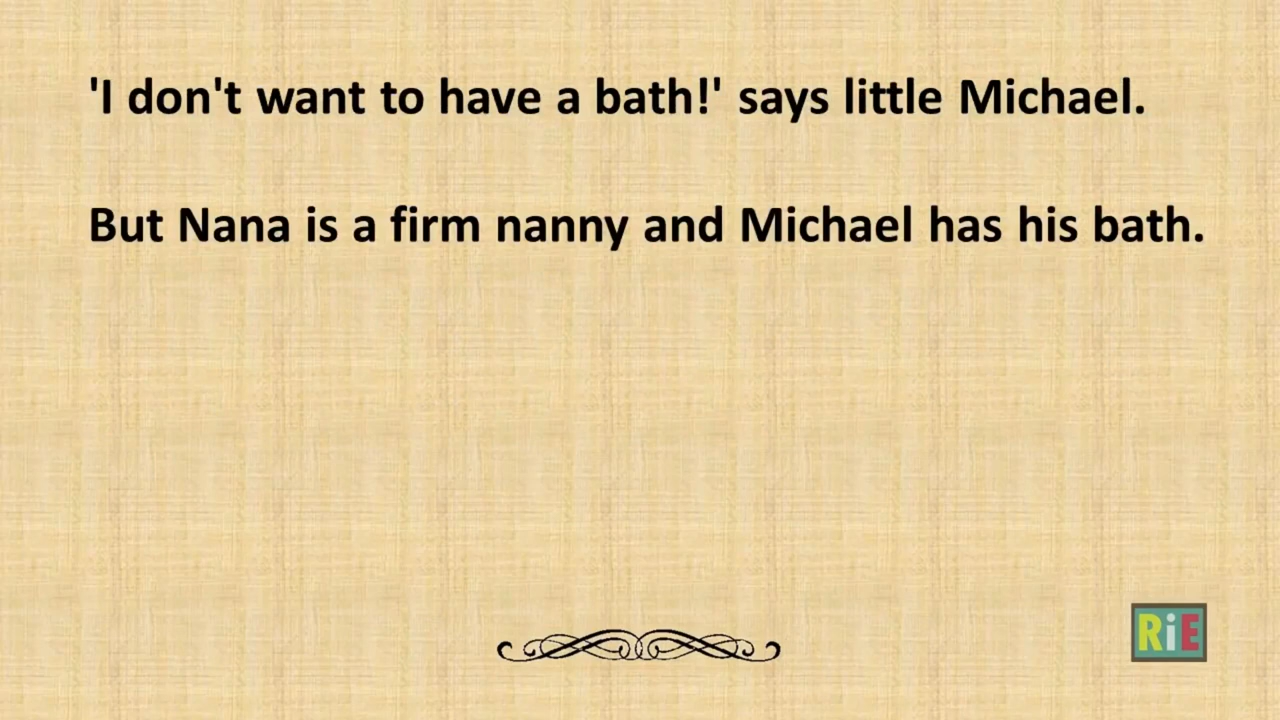 'I don't want to have a bath!' says little Michael.
But Nana is a firm nanny and Michael has his bath.
RiE